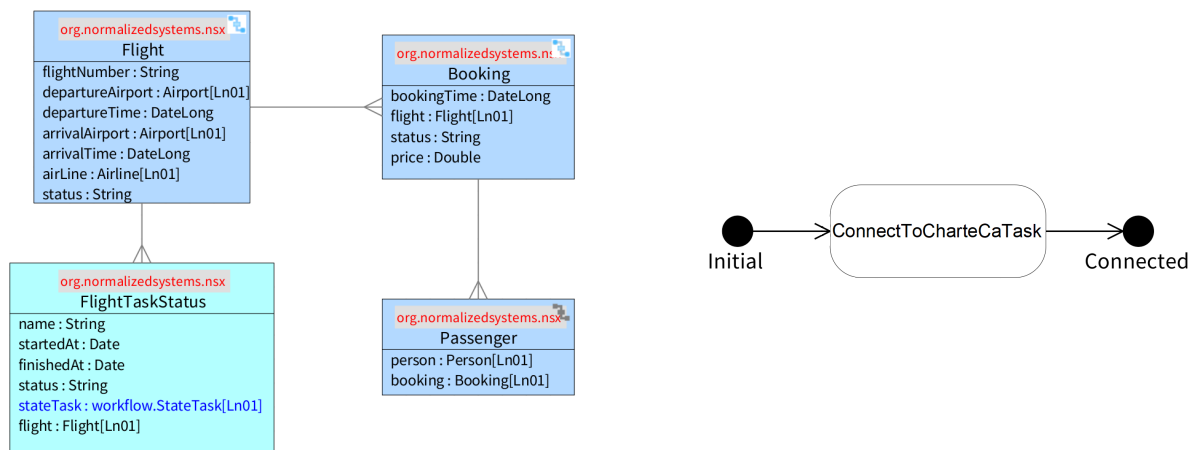 org.normalizedsystems.nsx
Flight
flightNumber : String
departureAirport : Airport[Ln01]
departureTime : DateLong
arrivalAirport : Airport[Ln01]
arrivalTime : DateLong
airLine : Airline[Ln01]
status : String
org.normalizedsystems.nsx
Booking
bookingTime : DateLong
flight : Flight[Ln01]
status : String
price : Double
org.normalizedsystems.nsx
FlightTaskStatus
name : String
startedAt : Date
finishedAt : Date
status : String
stateTask : workflow.StateTask[Ln01]
flight : Flight[Ln01]
org.normalizedsystems.nsx
Passenger
person : Person[Ln01]
booking : Booking[Ln01]
ConnectToCharteCaTask
Initial
Connected